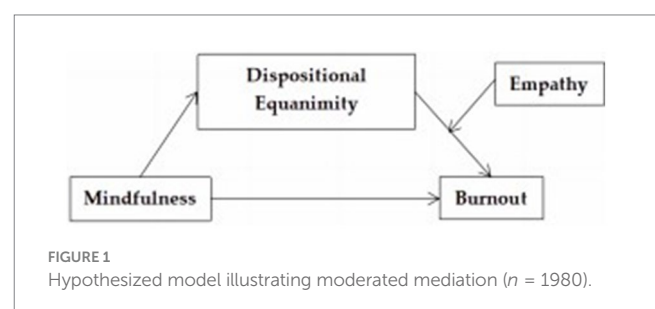 Dispositional
Equanimity
Empathy
Mindfulness
Burnout
FIGURE 1
Hypothesized model illustrating moderated mediation (n = 1980).